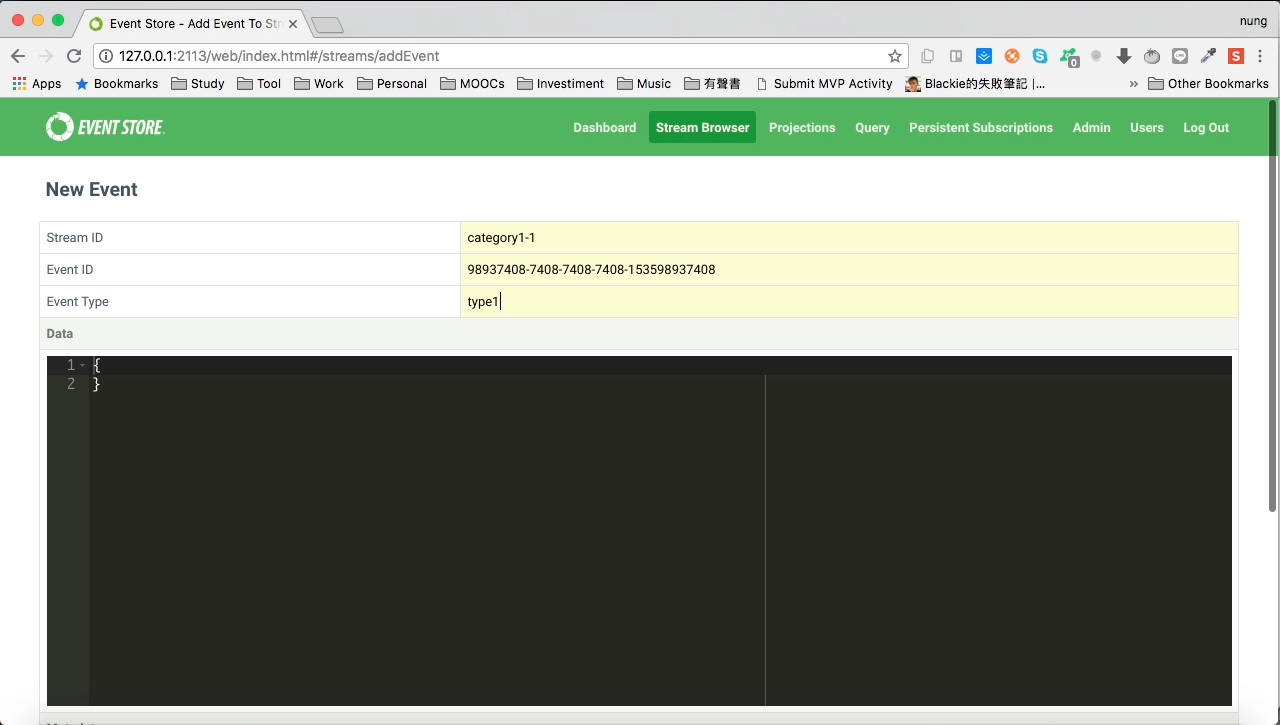 Event Store - Add Event To Str
nung
127.0.0.1:2113/web/index.html#/streams/addEvent
0
S
Apps Bookmarks Study Tool Work Personal MOOCs Investiment Music 有聲書 Submit MVP Activity Blackie的失敗筆記 |... » Other Bookmarks
EVENT STORE.
Dashboard Stream Browser Projections Query Persistent Subscriptions Admin Users Log Out
New Event
Stream ID category1-1
Event ID 98937408-7408-7408-7408-153598937408
Event Type type1
Data
1 {
2 }